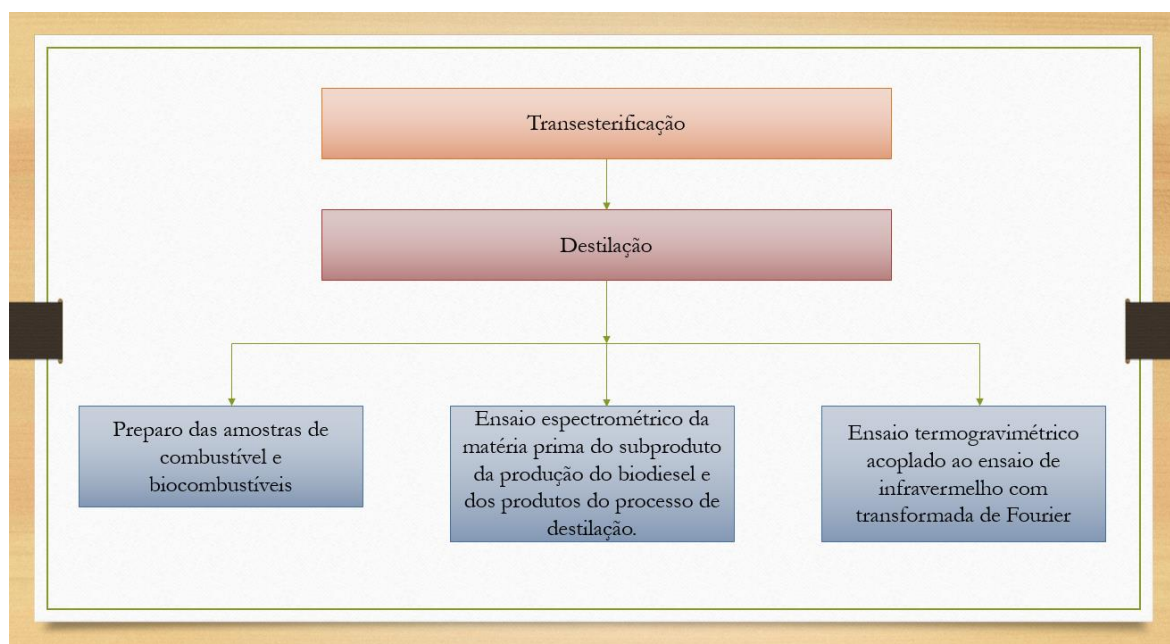 Transesterificação
Destilação
Preparo das amostras de
combustível e
biocombustíveis
Ensaio espectrométrico da
matéria prima do subproduto
da produção do biodiesel e
dos produtos do processo de
destilação.
Ensaio termogravimétrico
acoplado ao ensaio de
infravermelho com
transformada de Fourier